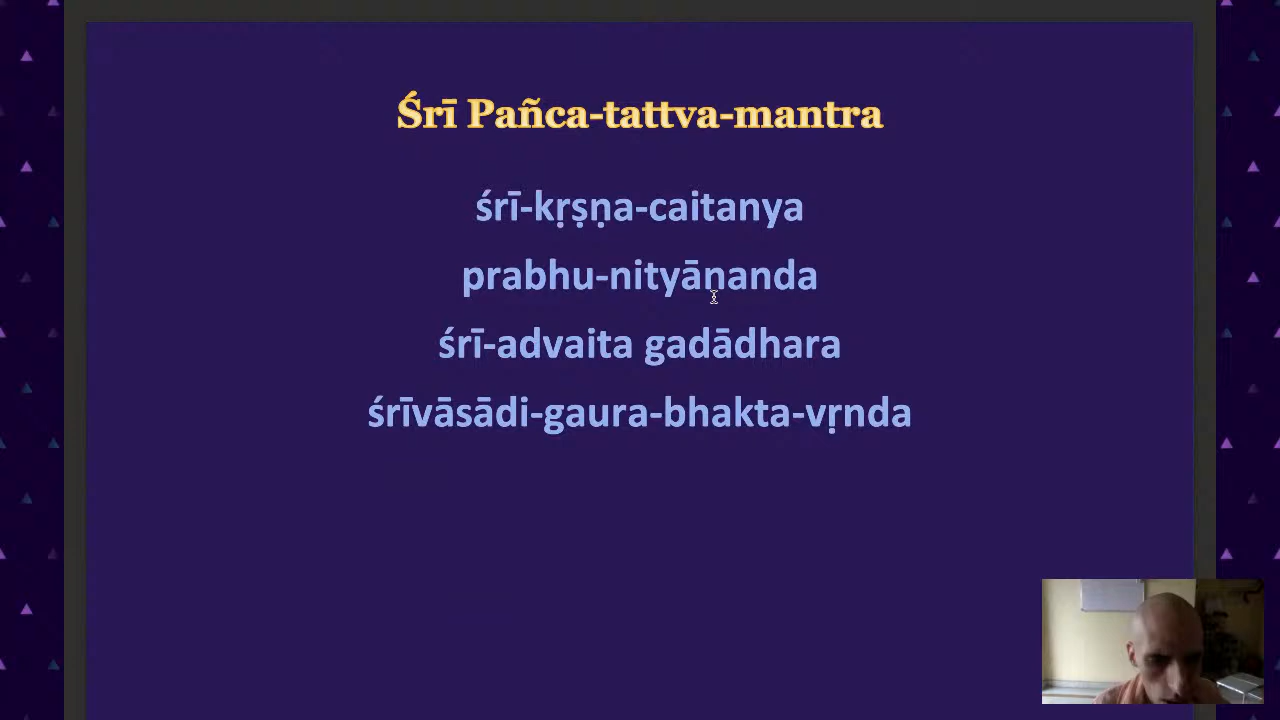 Śrī Pañca-tattva-mantra
śrī-kṛṣṇa-caitanya
prabhu-nityānanda
śrī-advaita gadādhara
śrīvāsādi-gaura-bhakta-vṛnda